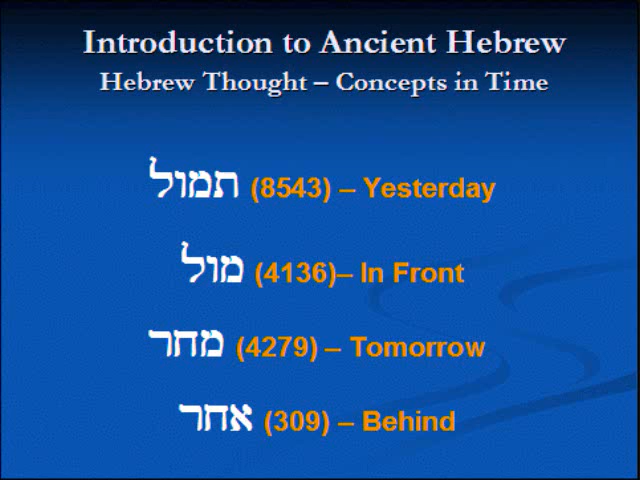 Introduction to Ancient Hebrew
Hebrew Thought – Concepts in Time
תמול (8543) – Yesterday
מול (4136)– In Front
מחר (4279) – Tomorrow
אחר (309) – Behind